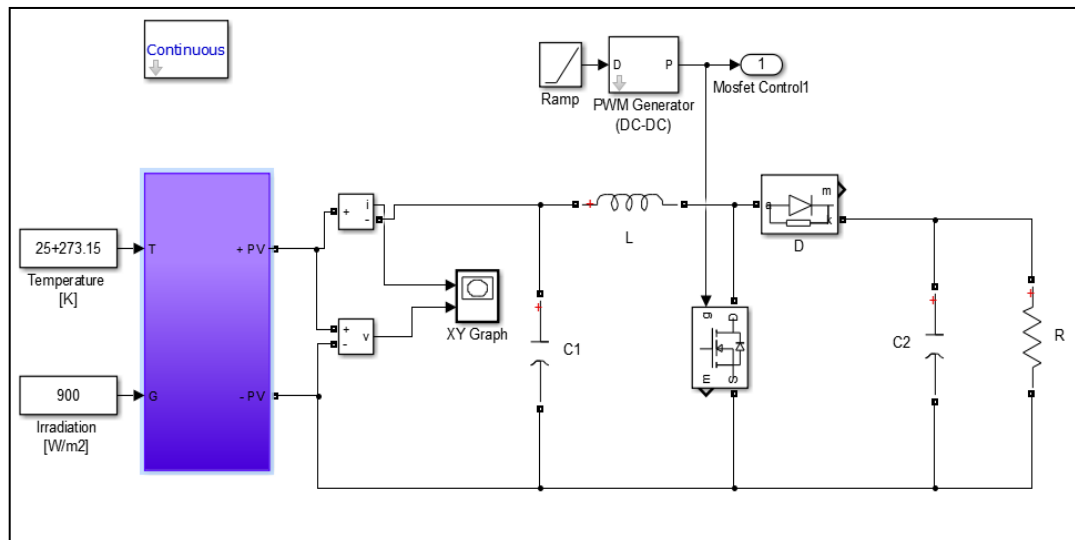 Continuous
Ramp
D
P
PWM Generator
(DC-DC)
1
Mosfet Control1
25+273.15
Temperature
[K]
T
+ PV
+
i
-
+
v
-
XY Graph
+
L
a
m
k
D
900
Irradiation
[W/m2]
G
- PV
+
C1
g
D
m
S
+
C2
+
R